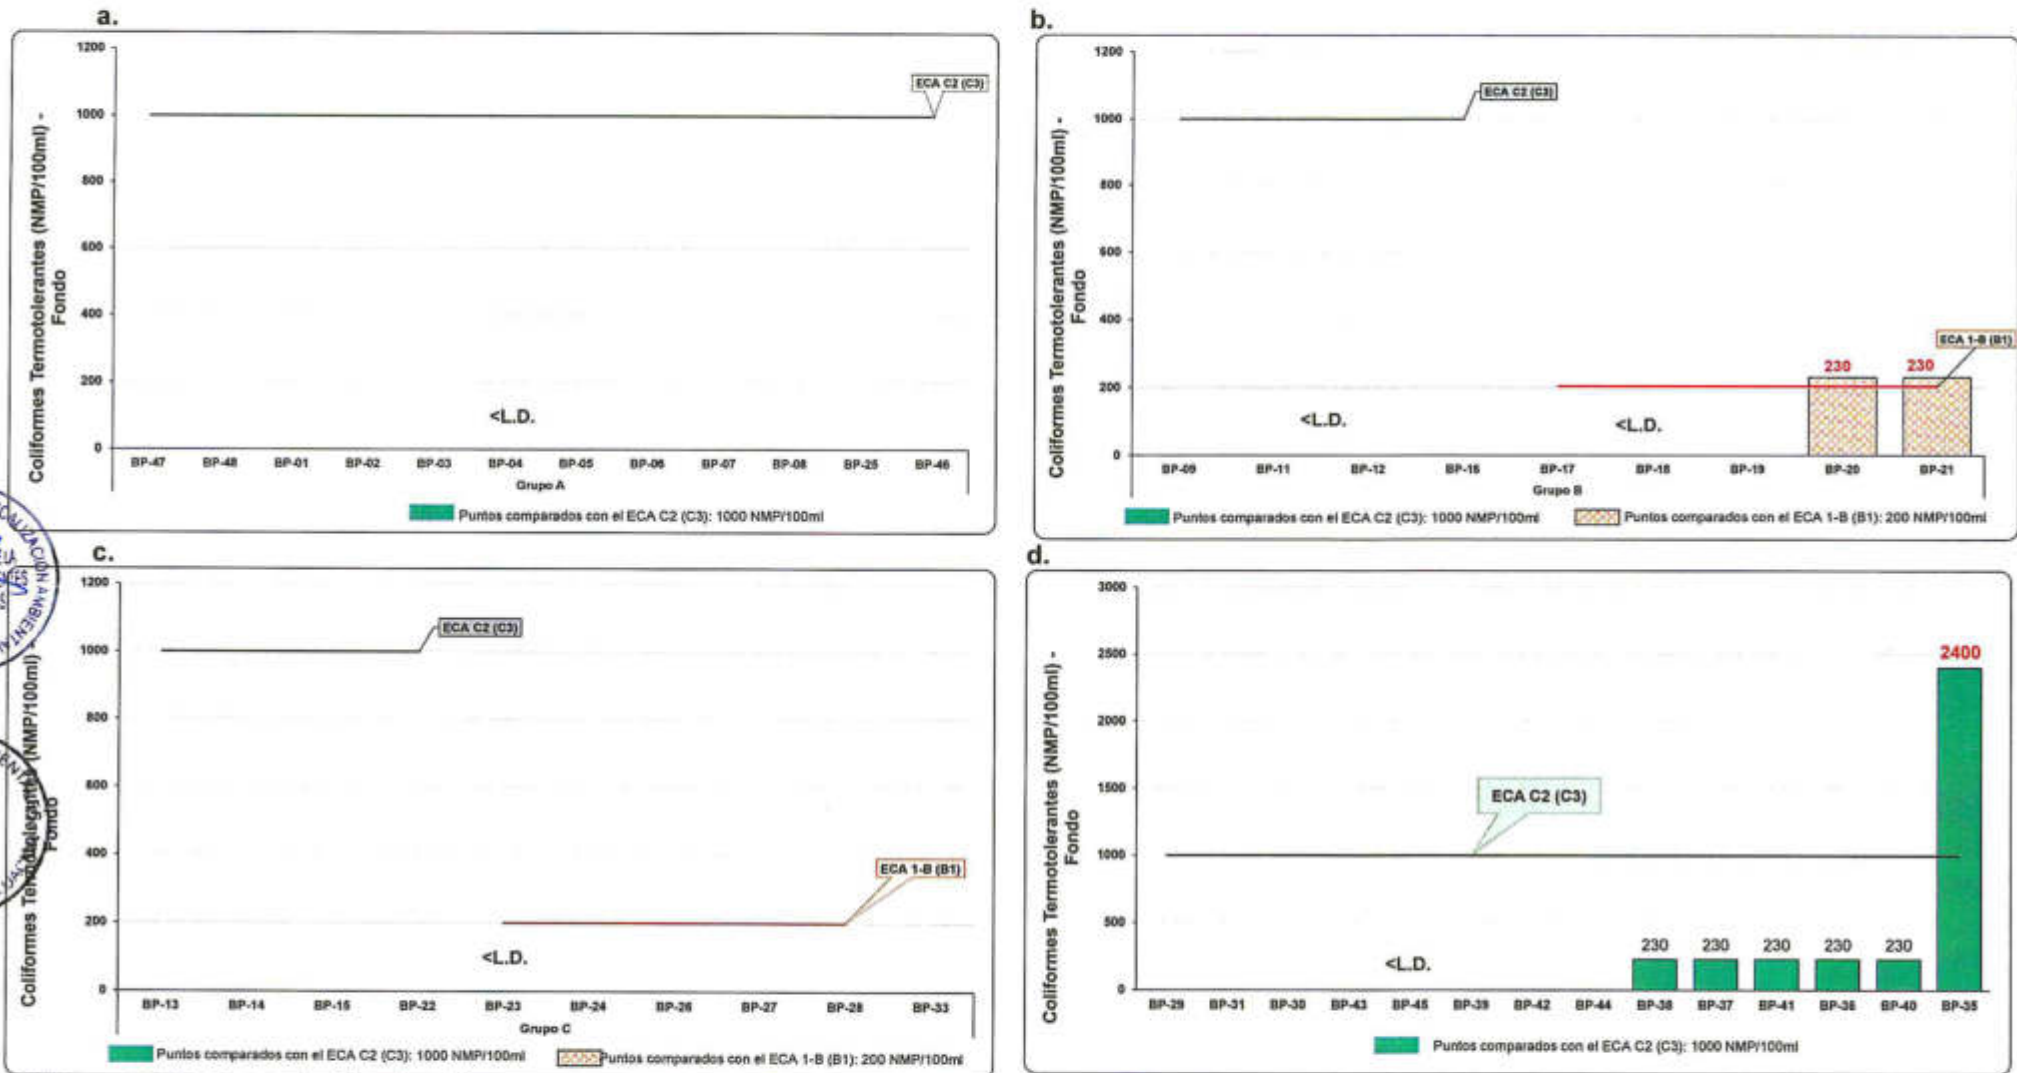 a.
Coliformes Termotolerantes (NMP/100ml) -
Fondo
1200
1000
800
600
400
200
0
ECA C2 (C3)
<L.D.
BP-47 BP-48 BP-01 BP-02 BP-03 BP-04 BP-05 BP-06 BP-07 BP-08 BP-25 BP-46
Grupo A
Puntos comparados con el ECA C2 (C3): 1000 NMP/100ml
b.
Coliformes Termotolerantes (NMP/100ml) -
Fondo
1200
1000
800
600
400
200
0
ECA C2 (C3)
ECA 1-B (B1)
230 230
<L.D. <L.D.
BP-09 BP-11 BP-12 BP-15 BP-17 BP-18 BP-19 BP-20 BP-21
Grupo B
Puntos comparados con el ECA C2 (C3): 1000 NMP/100ml Puntos comparados con el ECA 1-B (B1): 200 NMP/100ml
c.
Coliformes Termotolerantes (NMP/100ml) -
Fondo
1200
1000
800
600
400
200
0
ECA C2 (C3)
ECA 1-B (B1)
<L.D.
BP-13 BP-14 BP-16 BP-22 BP-23 BP-24 BP-26 BP-27 BP-28 BP-33
Grupo C
Puntos comparados con el ECA C2 (C3): 1000 NMP/100ml Puntos comparados con el ECA 1-B (B1): 200 NMP/100ml
d.
Coliformes Termotolerantes (NMP/100ml) -
Fondo
3000
2500
2000
1500
1000
500
0
2400
ECA C2 (C3)
230 230 230 230 230
<L.D.
BP-29 BP-31 BP-30 BP-43 BP-45 BP-39 BP-42 BP-44 BP-38 BP-37 BP-41 BP-36 BP-40 BP-35
Puntos comparados con el ECA C2 (C3): 1000 NMP/100ml
AMBIENTAL